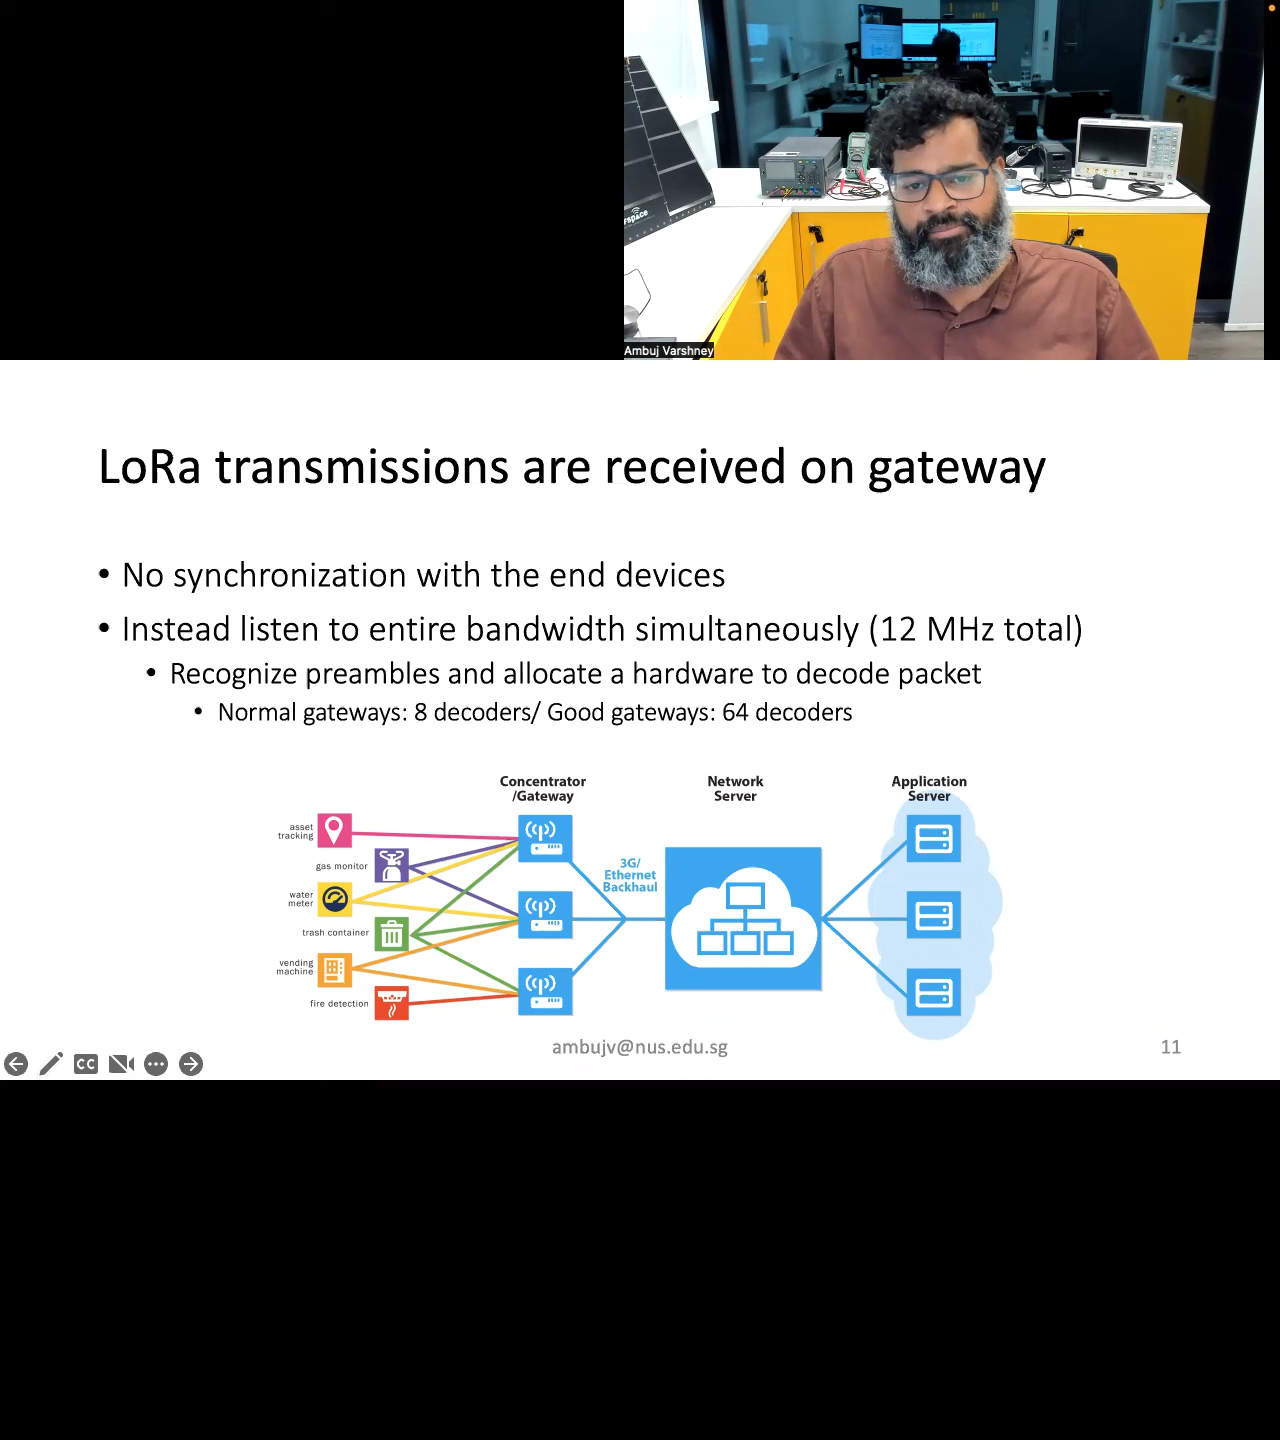 Ambuj Varshney
LoRa transmissions are received on gateway
• No synchronization with the end devices
• Instead listen to entire bandwidth simultaneously (12 MHz total)
• Recognize preambles and allocate a hardware to decode packet
• Normal gateways: 8 decoders/ Good gateways: 64 decoders
Concentrator
/Gateway
Network
Server
Application
Server
asset
tracking
gas monitor
water
meter
trash container
vending
machine
fire detection
3G/
Ethernet
Backhaul
ambujv@nus.edu.sg
11
CC